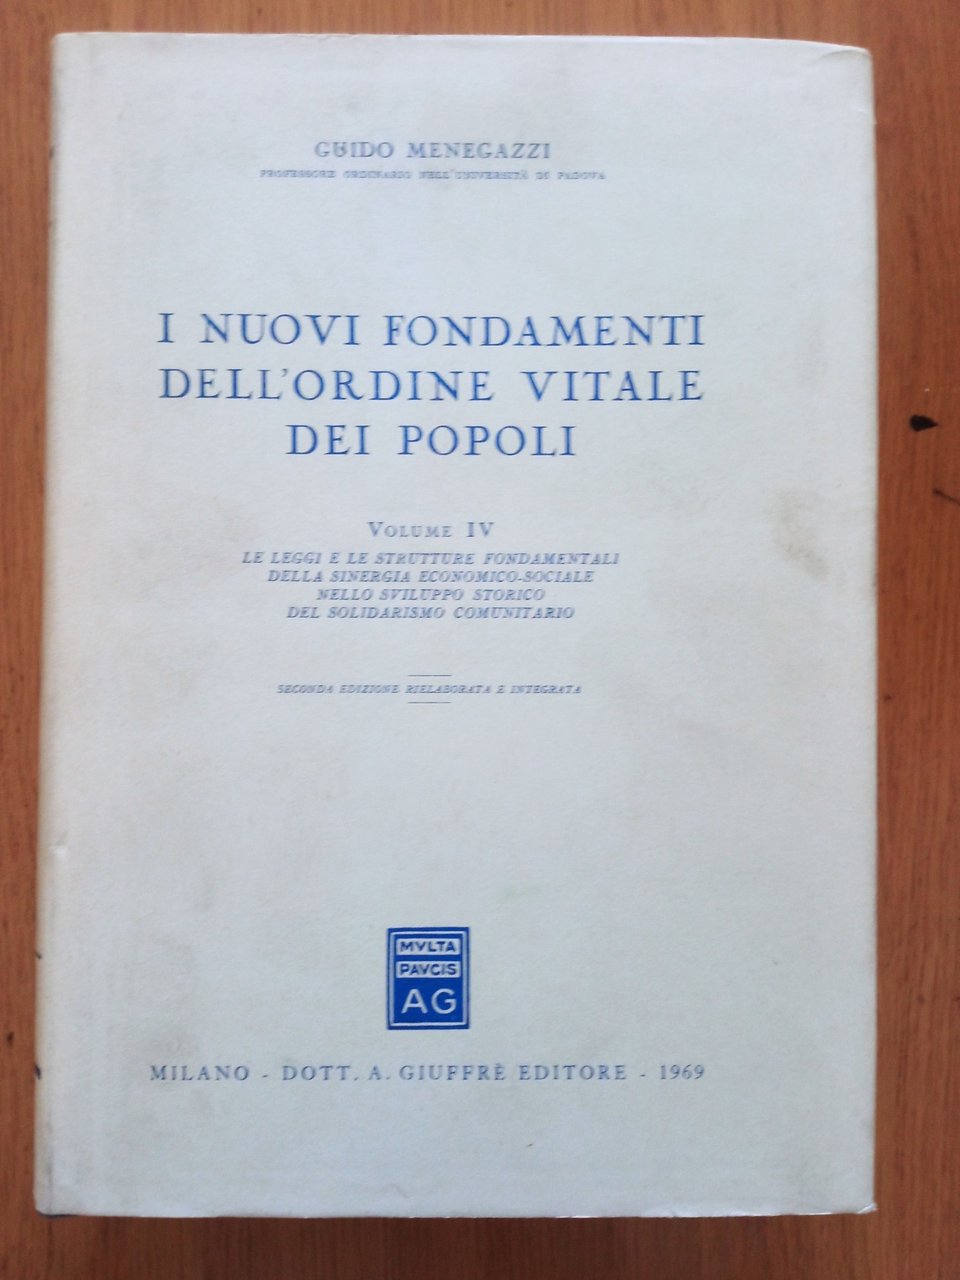 GUIDO MENEGAZZI
PROFESSORE ORDINARIO NELL'UNIVERSITÀ DI PADOVA
I NUOVI FONDAMENTI
DELL'ORDINE VITALE
DEI POPOLI
VOLUME IV
LE LEGGI E LE STRUTTURE FONDAMENTALI
DELLA SINERGIA ECONOMICO-SOCIALE
NELLO SVILUPPO STORICO
DEL SOLIDARISMO COMUNITARIO
SECONDA EDIZIONE RIELABORATA E INTEGRATA
MVLTA
PAVCIS
AG
MILANO - DOTT. A. GIUFFRÈ EDITORE - 1969